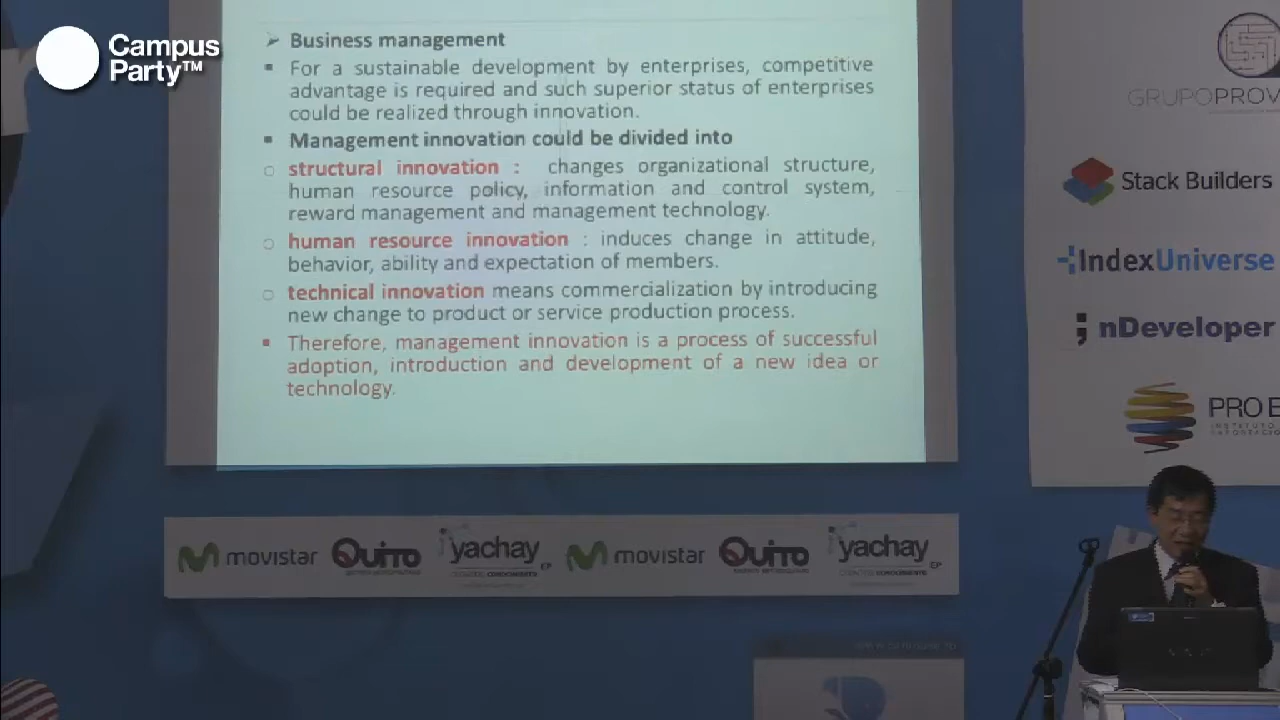 Campus
Party™
➢ Business management
▪ For a sustainable development by enterprises, competitive
advantage is required and such superior status of enterprises
could be realized through innovation.
▪ Management innovation could be divided into
○ structural innovation : changes organizational structure,
human resource policy, information and control system,
reward management and management technology.
○ human resource innovation : induces change in attitude,
behavior, ability and expectation of members.
○ technical innovation means commercialization by introducing
new change to product or service production process.
▪ Therefore, management innovation is a process of successful
adoption, introduction and development of a new idea or
technology.
GRUPOPROV
Stack Builders
IndexUniverse
nDeveloper
PRO E
INSTITUTO
movistar QUITO yachay EP movistar QUITO yachay EP
VAIO